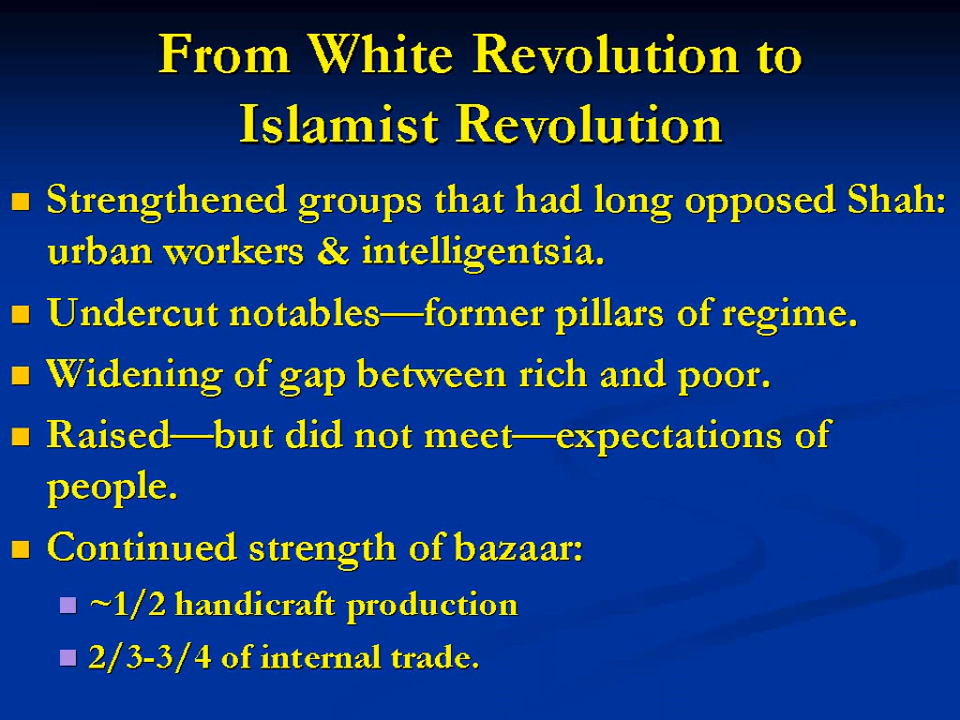 From White Revolution to
Islamist Revolution
Strengthened groups that had long opposed Shah:
urban workers & intelligentsia.
Undercut notables—former pillars of regime.
Widening of gap between rich and poor.
Raised—but did not meet—expectations of
people.
Continued strength of bazaar:
~1/2 handicraft production
2/3-3/4 of internal trade.